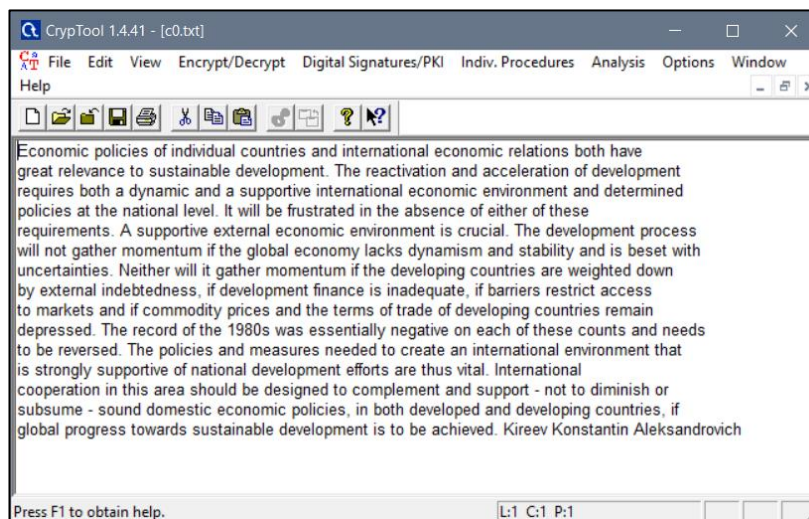 CrypTool 1.4.41 - [c0.txt]
File Edit View Encrypt/Decrypt Digital Signatures/PKI Indiv. Procedures Analysis Options Window
Help
Economic policies of individual countries and international economic relations both have
great relevance to sustainable development. The reactivation and acceleration of development
requires both a dynamic and a supportive international economic environment and determined
policies at the national level. It will be frustrated in the absence of either of these
requirements. A supportive external economic environment is crucial. The development process
will not gather momentum if the global economy lacks dynamism and stability and is beset with
uncertainties. Neither will it gather momentum if the developing countries are weighted down
by external indebtedness, if development finance is inadequate, if barriers restrict access
to markets and if commodity prices and the terms of trade of developing countries remain
depressed. The record of the 1980s was essentially negative on each of these counts and needs
to be reversed. The policies and measures needed to create an international environment that
is strongly supportive of national development efforts are thus vital. International
cooperation in this area should be designed to complement and support - not to diminish or
subsume - sound domestic economic policies, in both developed and developing countries, if
global progress towards sustainable development is to be achieved. Kireev Konstantin Aleksandrovich
Press F1 to obtain help. L:1 C:1 P:1